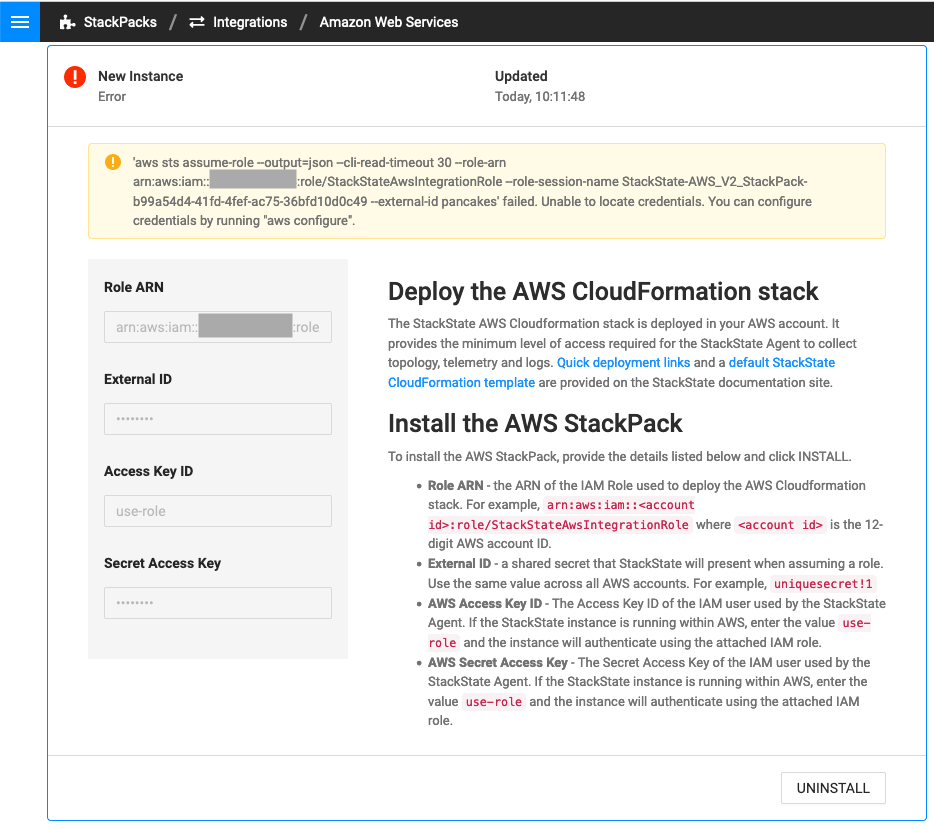 StackPacks / Integrations / Amazon Web Services
New Instance
Error
Updated
Today, 10:11:48
'aws sts assume-role –output=json –cli-read-timeout 30 –role-arn
arn:aws:iam:: :role/StackStateAwsIntegrationRole –role-session-name StackState-AWS_V2_StackPack-
b99a54d4-41fd-4fef-ac75-36bfd10d0c49 –external-id pancakes' failed. Unable to locate credentials. You can configure
credentials by running "aws configure".
Role ARN
arn:aws:iam:: :role
External ID
••••••••
Access Key ID
use-role
Secret Access Key
••••••••
Deploy the AWS CloudFormation stack
The StackState AWS Cloudformation stack is deployed in your AWS account. It
provides the minimum level of access required for the StackState Agent to collect
topology, telemetry and logs. Quick deployment links and a default StackState
CloudFormation template are provided on the StackState documentation site.
Install the AWS StackPack
To install the AWS StackPack, provide the details listed below and click INSTALL.
• Role ARN - the ARN of the IAM Role used to deploy the AWS Cloudformation
stack. For example, arn:aws:iam::<account
id>:role/StackStateAwsIntegrationRole where <account id> is the 12-
digit AWS account ID.
• External ID - a shared secret that StackState will present when assuming a role.
Use the same value across all AWS accounts. For example, uniquesecret!1
• AWS Access Key ID - The Access Key ID of the IAM user used by the StackState
Agent. If the StackState instance is running within AWS, enter the value use-
role and the instance will authenticate using the attached IAM role.
• AWS Secret Access Key - The Secret Access Key of the IAM user used by the
StackState Agent. If the StackState instance is running within AWS, enter the
value use-role and the instance will authenticate using the attached IAM
role.
UNINSTALL